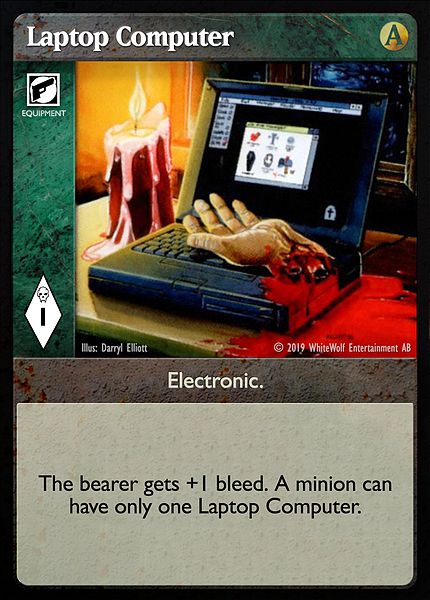 Laptop Computer
A
EQUIPMENT
1
Illus: Darryl Elliott
© 2019 WhiteWolf Entertainment AB
Electronic.
The bearer gets +1 bleed. A minion can
have only one Laptop Computer.